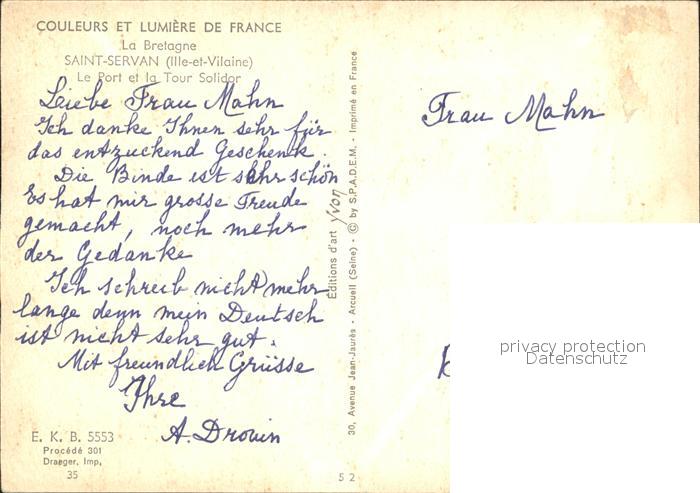 COULEURS ET LUMIÈRE DE FRANCE
La Bretagne
SAINT-SERVAN (Ille-et-Vilaine)
Le Port et la Tour Solidor
Liebe Frau Mahn
Ich danke Ihnen sehr für
das entzuckend Geschenk.
Die Binde ist sehr schön
Es hat mir grosse Freude
gemacht, noch mehr
der Gedanke
Ich schreib nicht mehr
lange denn mein Deutsch
ist nicht sehr gut.
Mit freundlich Grüsse
Ihre
A. Drouin
E. K. B. 5553
Procédé 301
Draeger, Imp,
35
Éditions d'art Yvon
30, Avenue Jean-Jaurès - Arcueil (Seine) - © by S.P.A.D.E.M. - Imprimé en France
5 2
Frau Mahn
privacy protection
Datenschutz